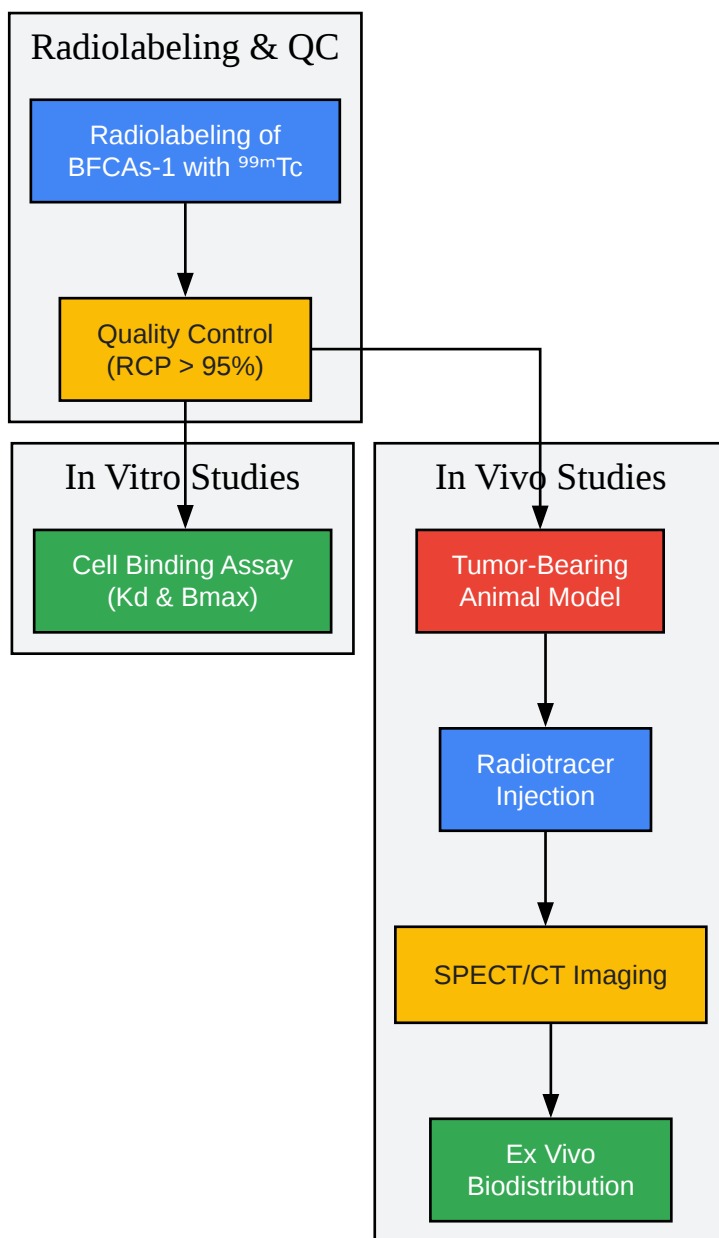 Radiolabeling & QC
Radiolabeling of
BFCAs-1 with ⁹⁹ᵐTc
Quality Control
(RCP > 95%)
In Vitro Studies
Cell Binding Assay
(Kd & Bmax)
In Vivo Studies
Tumor-Bearing
Animal Model
Radiotracer
Injection
SPECT/CT Imaging
Ex Vivo
Biodistribution